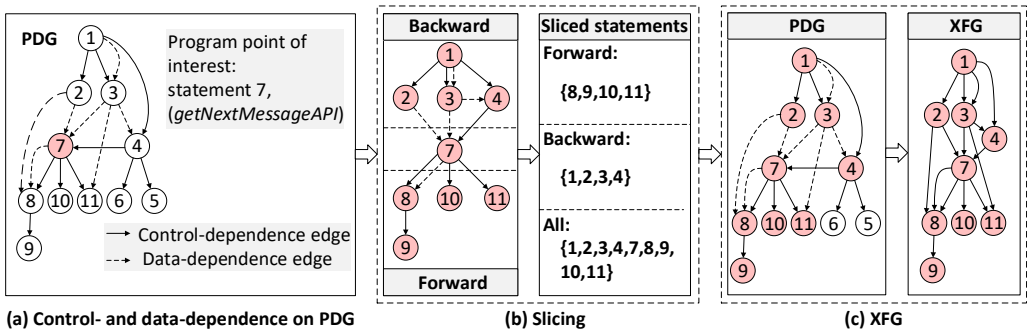 PDG
1
Program point of
interest:
statement 7,
(getNextMessageAPI)
2
3
7
4
8
10
11
6
5
9
Control-dependence edge
Data-dependence edge
(a) Control- and data-dependence on PDG
Backward
1
2
3
4
7
8
10
11
9
Forward
Sliced statements
Forward:
{8,9,10,11}
Backward:
{1,2,3,4}
All:
{1,2,3,4,7,8,9,
10,11}
(b) Slicing
PDG
1
2
3
7
4
8
10
11
6
5
9
XFG
1
2
3
4
7
8
10
11
9
(c) XFG